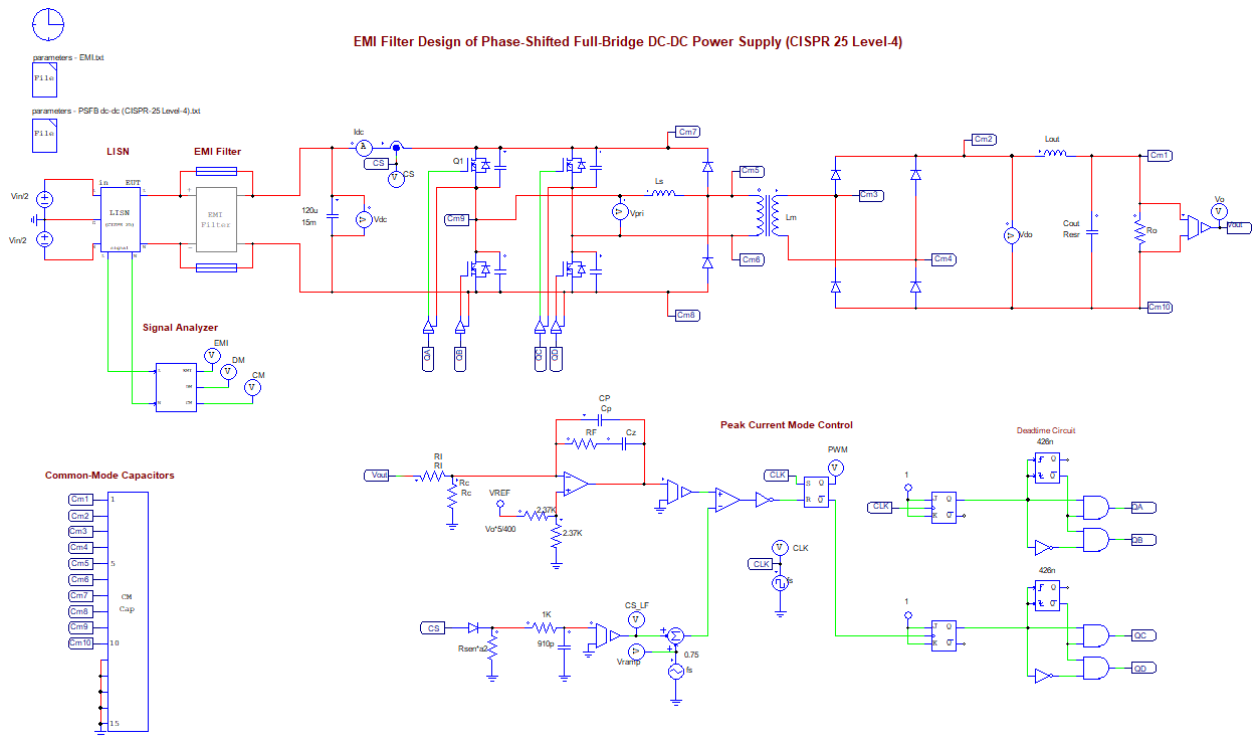 EMI Filter Design of Phase-Shifted Full-Bridge DC-DC Power Supply (CISPR 25 Level-4)
parameters - EMI.txt
File
parameters - PSFB dc-dc (CISPR-25 Level-4).txt
File
LISN
EMI Filter
in EUT
LISN
Vin/2
Vin/2
EMI
Filter
Idc
CS
CS
120u
15m
Vdc
Q1
Cm9
QA
QB
QC
QD
Vpri
Ls
Cm7
Cm5
Cm6
Cm8
Lm
Cm3
Cm4
Cm2
Lout
Vdo
Cout
Resr
Cm1
Ro
Vo
Vout
Cm10
Signal Analyzer
EMI
DM
CM
Common-Mode Capacitors
Cm1 1
Cm2
Cm3
Cm4
Cm5 5
Cm6
Cm7
Cm8
Cm9
Cm10 10
15
CM
Cap
Peak Current Mode Control
CP
Cp
RF
Cz
Vout
RI
RI
Rc
Rc
VREF
2.37K
Vo*5/400
2.37K
CLK
S Q
R Q
PWM
CLK
CLK
fs
CS
Rsen*a2
1K
910p
CS_LF
Vramp
0.75
fs
Deadtime Circuit
426n
1
CLK
J Q
K Q
Q
Q
QA
QB
426n
1
J Q
K Q
Q
Q
QC
QD